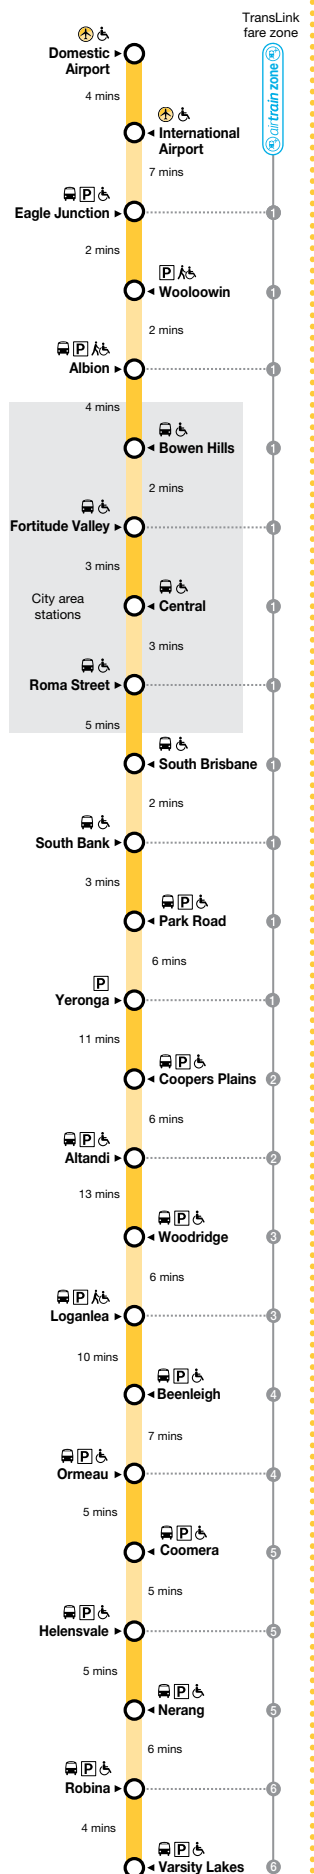 TransLink
fare zone
Domestic
Airport
airtrain zone
4 mins
International
Airport
7 mins
P
Eagle Junction
1
2 mins
P
Wooloowin
1
2 mins
P
Albion
1
4 mins
Bowen Hills
1
2 mins
Fortitude Valley
1
3 mins
City area
stations
Central
1
3 mins
Roma Street
1
5 mins
South Brisbane
1
2 mins
South Bank
1
3 mins
P
Park Road
1
6 mins
P
Yeronga
1
11 mins
P
Coopers Plains
2
6 mins
P
Altandi
2
13 mins
P
Woodridge
3
6 mins
P
Loganlea
3
10 mins
P
Beenleigh
4
7 mins
P
Ormeau
4
5 mins
P
Coomera
5
5 mins
P
Helensvale
5
5 mins
P
Nerang
5
6 mins
P
Robina
6
4 mins
P
Varsity Lakes
6